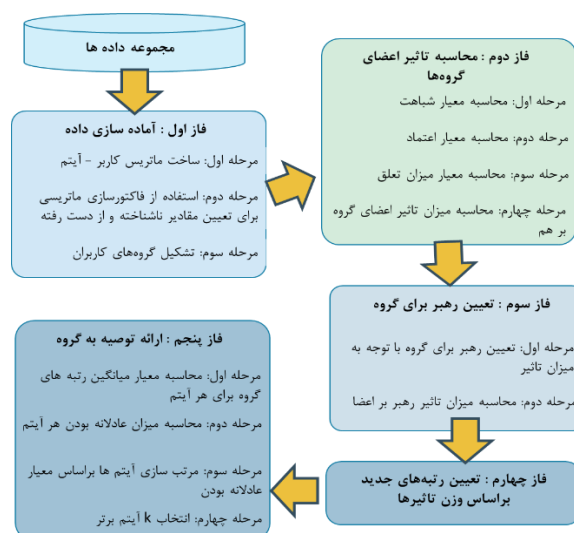 مجموعه داده ها
فاز اول : آماده سازی داده
مرحله اول: ساخت ماتریس کاربر – آیتم
مرحله دوم: استفاده از فاکتورسازی ماتریسی
برای تعیین مقادیر ناشناخته و از دست رفته
مرحله سوم: تشکیل گروه‌های کاربران
فاز دوم : محاسبه تاثیر اعضای
گروه‌ها
مرحله اول: محاسبه معیار شباهت
مرحله دوم: محاسبه معیار اعتماد
مرحله سوم: محاسبه معیار میزان تعلق
مرحله چهارم: محاسبه میزان تاثیر اعضای گروه
بر هم
فاز سوم : تعیین رهبر برای گروه
مرحله اول: تعیین رهبر برای گروه با توجه به
میزان تاثیر
مرحله دوم: محاسبه میزان تاثیر رهبر بر اعضا
فاز چهارم : تعیین رتبه‌های جدید
براساس وزن تاثیرها
فاز پنجم : ارائه توصیه به گروه
مرحله اول: محاسبه معیار میانگین رتبه های
گروه برای هر آیتم
مرحله دوم: محاسبه میزان عادلانه بودن هر آیتم
مرحله سوم: مرتب سازی آیتم ها براساس معیار
عادلانه بودن
مرحله چهارم: انتخاب k آیتم برتر